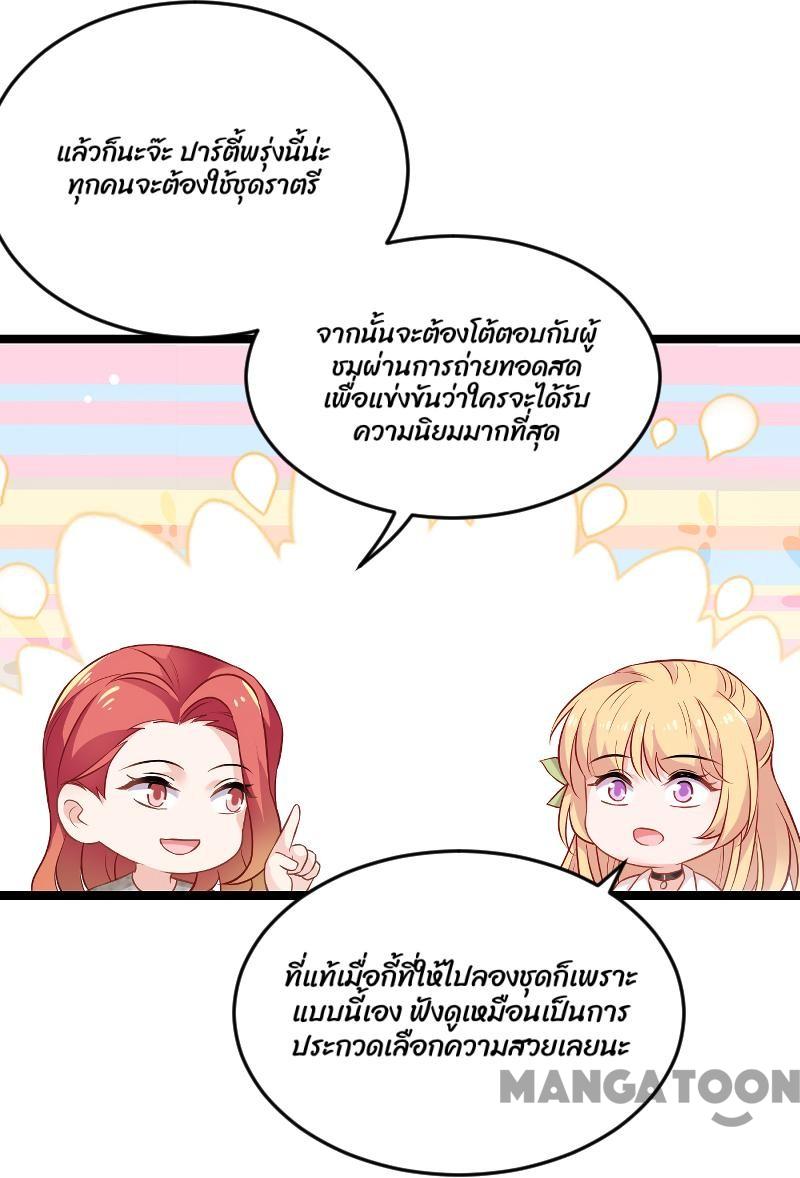 แล้วก็นะจ๊ะ ปาร์ตี้พรุ่งนี้น่ะ
ทุกคนจะต้องใช้ชุดราตรี
จากนั้นจะต้องโต้ตอบกับผู้
ชมผ่านการถ่ายทอดสด
เพื่อแข่งขันว่าใครจะได้รับ
ความนิยมมากที่สุด
ที่แท้เมื่อกี้ที่ให้ไปลองชุดก็เพราะ
แบบนี้เอง ฟังดูเหมือนเป็นการ
ประกวดเลือกความสวยเลยนะ
MANGATOON